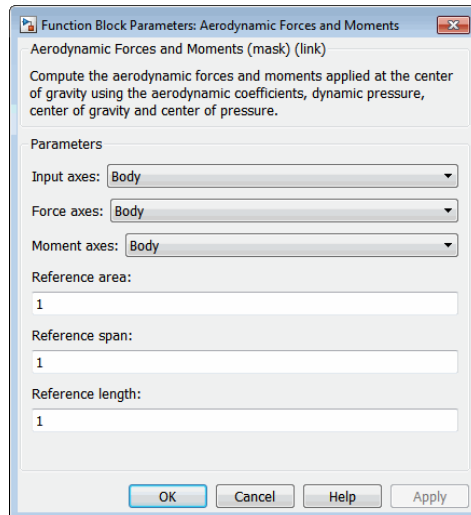 Function Block Parameters: Aerodynamic Forces and Moments
Aerodynamic Forces and Moments (mask) (link)
Compute the aerodynamic forces and moments applied at the center
of gravity using the aerodynamic coefficients, dynamic pressure,
center of gravity and center of pressure.
Parameters
Input axes: Body
Force axes: Body
Moment axes: Body
Reference area:
1
Reference span:
1
Reference length:
1
OK Cancel Help Apply